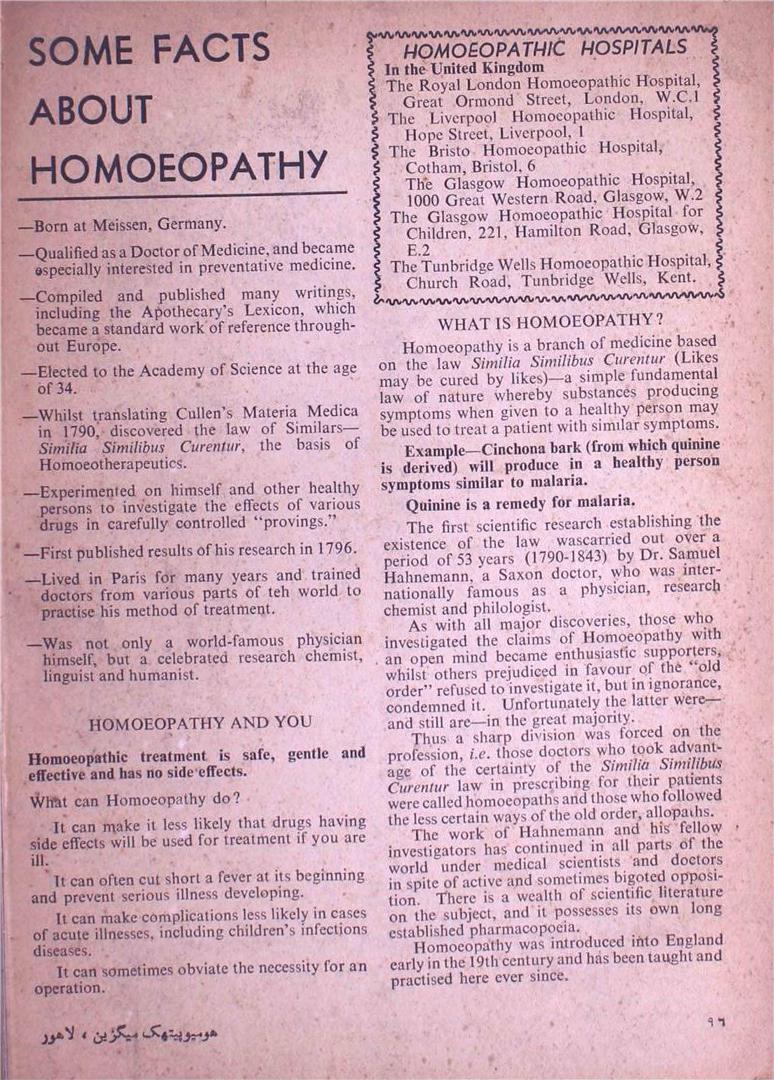 SOME FACTS
ABOUT
HOMOEOPATHY
—Born at Meissen, Germany.
—Qualified as a Doctor of Medicine, and became
especially interested in preventative medicine.
—Compiled and published many writings,
including the Apothecary's Lexicon, which
became a standard work of reference through-
out Europe.
—Elected to the Academy of Science at the age
of 34.
—Whilst translating Cullen's Materia Medica
in 1790, discovered the law of Similars—
Similia Similibus Curentur, the basis of
Homoeotherapeutics.
—Experimented on himself and other healthy
persons to investigate the effects of various
drugs in carefully controlled "provings."
—First published results of his research in 1796.
—Lived in Paris for many years and trained
doctors from various parts of teh world to
practise his method of treatment.
—Was not only a world-famous physician
himself, but a celebrated research chemist,
linguist and humanist.
HOMOEOPATHY AND YOU
Homoeopathic treatment is safe, gentle and
effective and has no side effects.
What can Homoeopathy do?
It can make it less likely that drugs having
side effects will be used for treatment if you are
ill.
It can often cut short a fever at its beginning
and prevent serious illness developing.
It can make complications less likely in cases
of acute illnesses, including children's infections
diseases.
It can sometimes obviate the necessity for an
operation.
HOMOEOPATHIC HOSPITALS
In the United Kingdom
The Royal London Homoeopathic Hospital,
Great Ormond Street, London, W.C.1
The Liverpool Homoeopathic Hospital,
Hope Street, Liverpool, 1
The Bristo Homoeopathic Hospital,
Cotham, Bristol, 6
The Glasgow Homoeopathic Hospital,
1000 Great Western Road, Glasgow, W.2
The Glasgow Homoeopathic Hospital for
Children, 221, Hamilton Road, Glasgow,
E.2
The Tunbridge Wells Homoeopathic Hospital,
Church Road, Tunbridge Wells, Kent.
WHAT IS HOMOEOPATHY?
Homoeopathy is a branch of medicine based
on the law Similia Similibus Curentur (Likes
may be cured by likes)—a simple fundamental
law of nature whereby substances producing
symptoms when given to a healthy person may
be used to treat a patient with similar symptoms.
Example—Cinchona bark (from which quinine
is derived) will produce in a healthy person
symptoms similar to malaria.
Quinine is a remedy for malaria.
The first scientific research establishing the
existence of the law wascarried out over a
period of 53 years (1790-1843) by Dr. Samuel
Hahnemann, a Saxon doctor, who was inter-
nationally famous as a physician, research
chemist and philologist.
As with all major discoveries, those who
investigated the claims of Homoeopathy with
an open mind became enthusiastic supporters,
whilst others prejudiced in favour of the "old
order" refused to investigate it, but in ignorance,
condemned it. Unfortunately the latter were—
and still are—in the great majority.
Thus a sharp division was forced on the
profession, i.e. those doctors who took advant-
age of the certainty of the Similia Similibus
Curentur law in prescribing for their patients
were called homoeopaths and those who followed
the less certain ways of the old order, allopaths.
The work of Hahnemann and his fellow
investigators has continued in all parts of the
world under medical scientists and doctors
in spite of active and sometimes bigoted opposi-
tion. There is a wealth of scientific literature
on the subject, and it possesses its own long
established pharmacopoeia.
Homoeopathy was introduced into England
early in the 19th century and has been taught and
practised here ever since.
هومیوپیتھک میگزین ، لاهور
۹۶